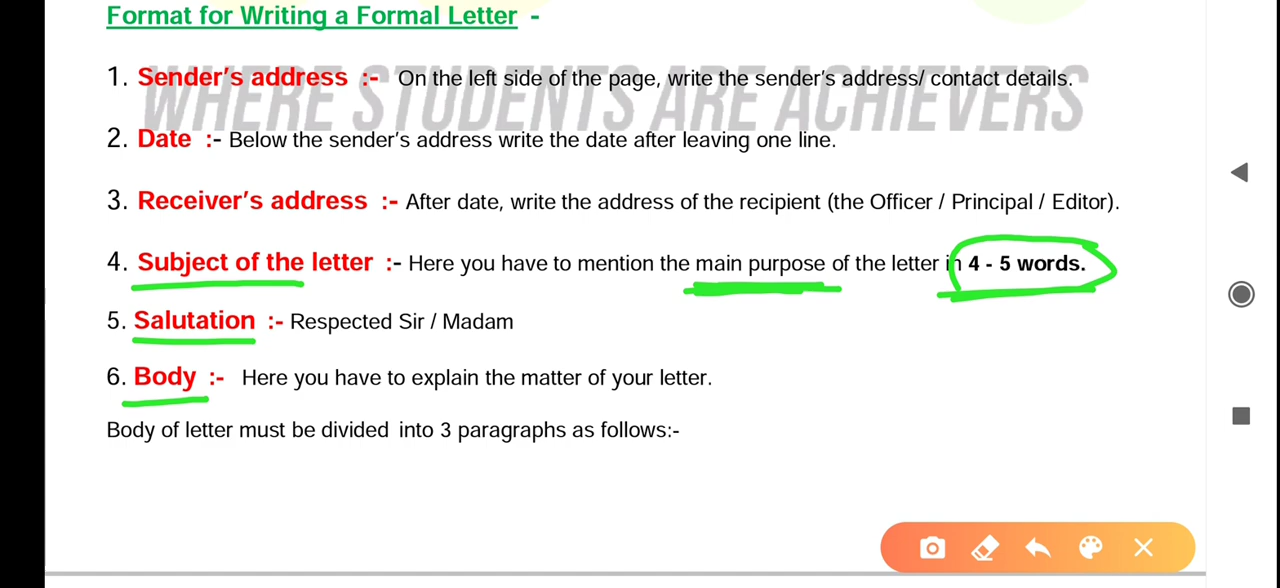 Format for Writing a Formal Letter -
WHERE STUDENTS ARE ACHIEVERS
1. Sender's address :- On the left side of the page, write the sender's address/ contact details.
2. Date :- Below the sender's address write the date after leaving one line.
3. Receiver's address :- After date, write the address of the recipient (the Officer / Principal / Editor).
4. Subject of the letter :- Here you have to mention the main purpose of the letter in 4 - 5 words.
5. Salutation :- Respected Sir / Madam
6. Body :- Here you have to explain the matter of your letter.
Body of letter must be divided into 3 paragraphs as follows:-